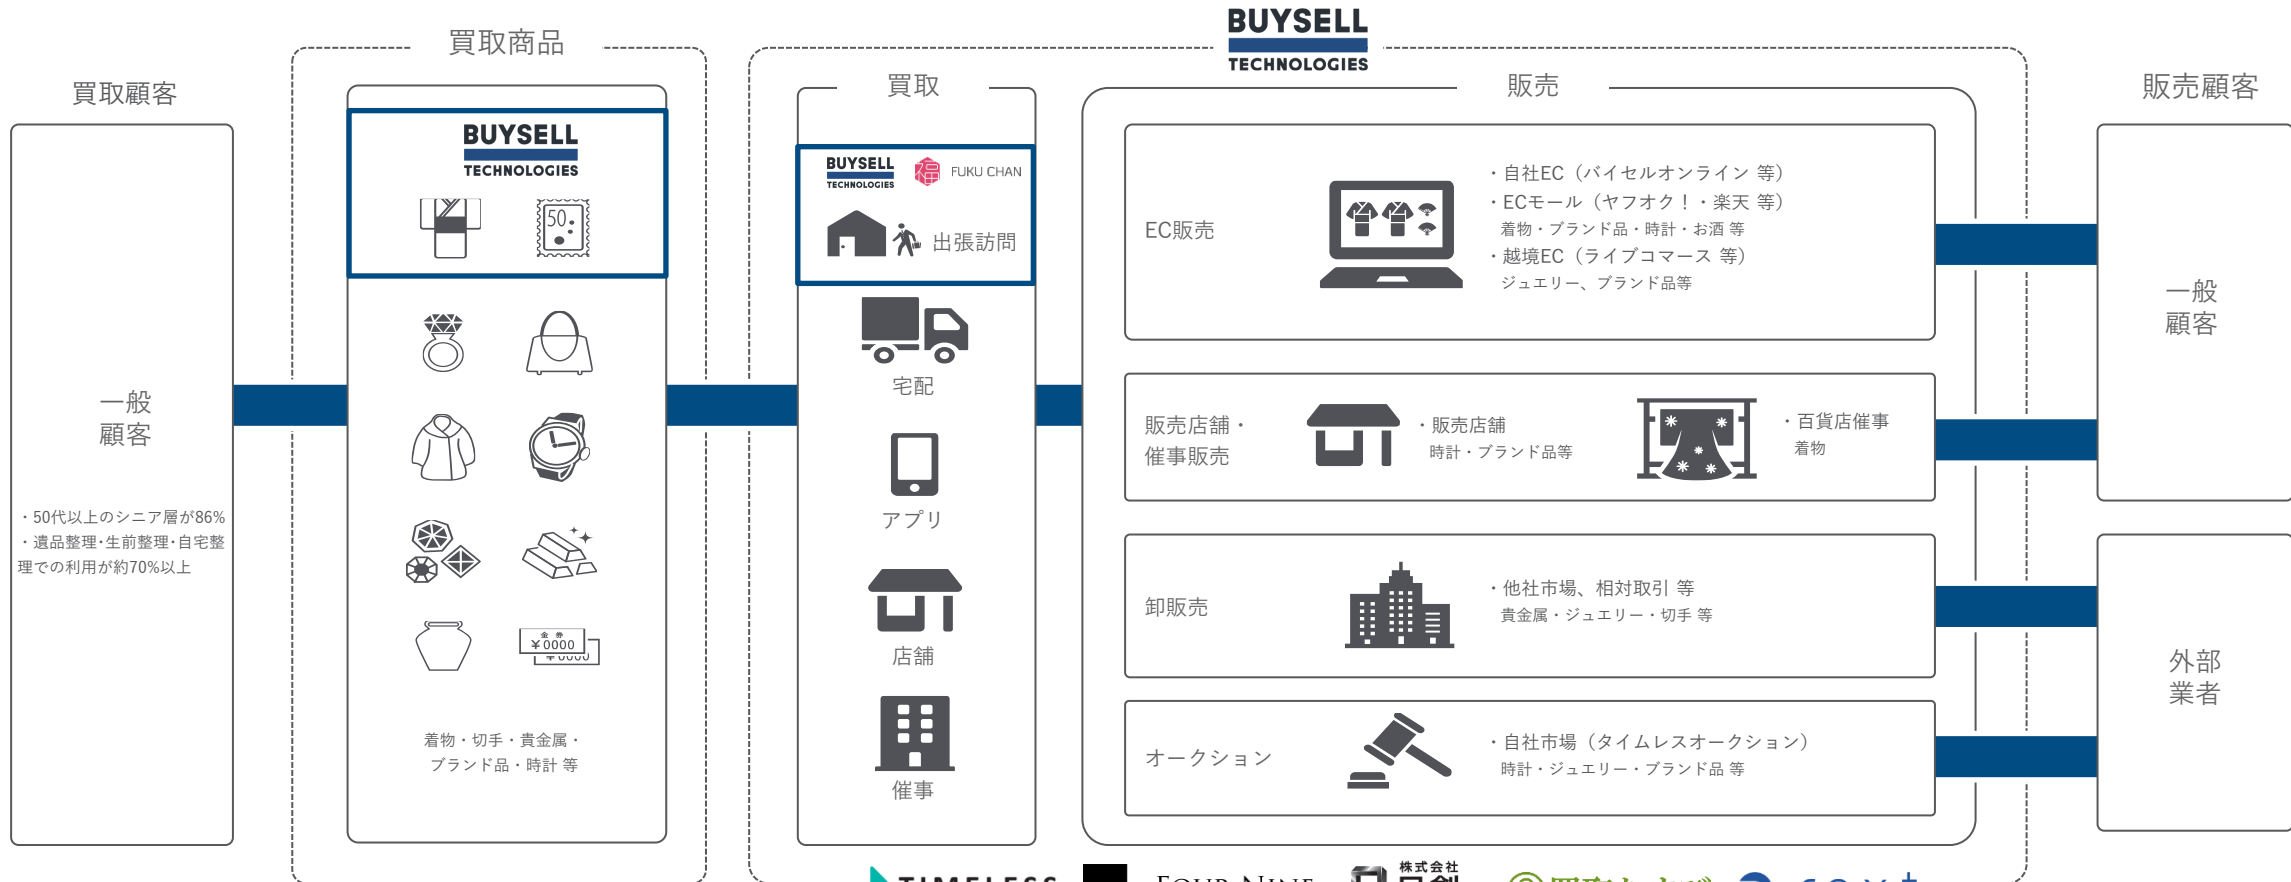 買取顧客
一般
顧客
・50代以上のシニア層が86%
・遺品整理・生前整理・自宅整
理での利用が約70%以上
買取商品
BUYSELL
TECHNOLOGIES
50
金 券
¥0000
着物・切手・貴金属・
ブランド品・時計 等
BUYSELL
TECHNOLOGIES
買取
BUYSELL
TECHNOLOGIES
福
FUKU CHAN
出張訪問
宅配
アプリ
店舗
催事
販売
EC販売
・自社EC（バイセルオンライン 等）
・ECモール（ヤフオク！・楽天 等）
着物・ブランド品・時計・お酒 等
・越境EC（ライブコマース 等）
ジュエリー、ブランド品等
販売店舗・
催事販売
・販売店舗
時計・ブランド品等
・百貨店催事
着物
卸販売
・他社市場、相対取引 等
貴金属・ジュエリー・切手 等
オークション
・自社市場（タイムレスオークション）
時計・ジュエリー・ブランド品 等
販売顧客
一般
顧客
外部
業者
TIMELESS
FOUR NINE
株式会社